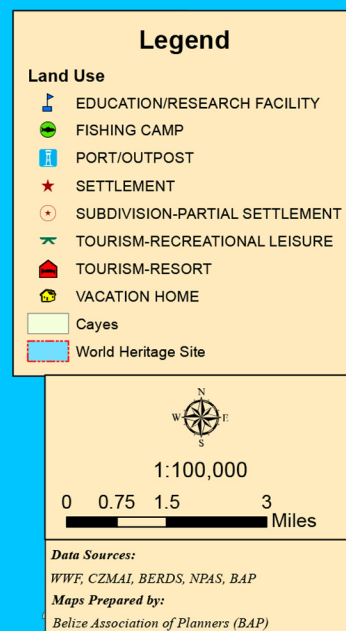 Legend
Land Use
EDUCATION/RESEARCH FACILITY
FISHING CAMP
PORT/OUTPOST
SETTLEMENT
SUBDIVISION-PARTIAL SETTLEMENT
TOURISM-RECREATIONAL LEISURE
TOURISM-RESORT
VACATION HOME
Cayes
World Heritage Site
N
W E
S
1:100,000
0 0.75 1.5 3
Miles
Data Sources:
WWF, CZMAI, BERDS, NPAS, BAP
Maps Prepared by:
Belize Association of Planners (BAP)